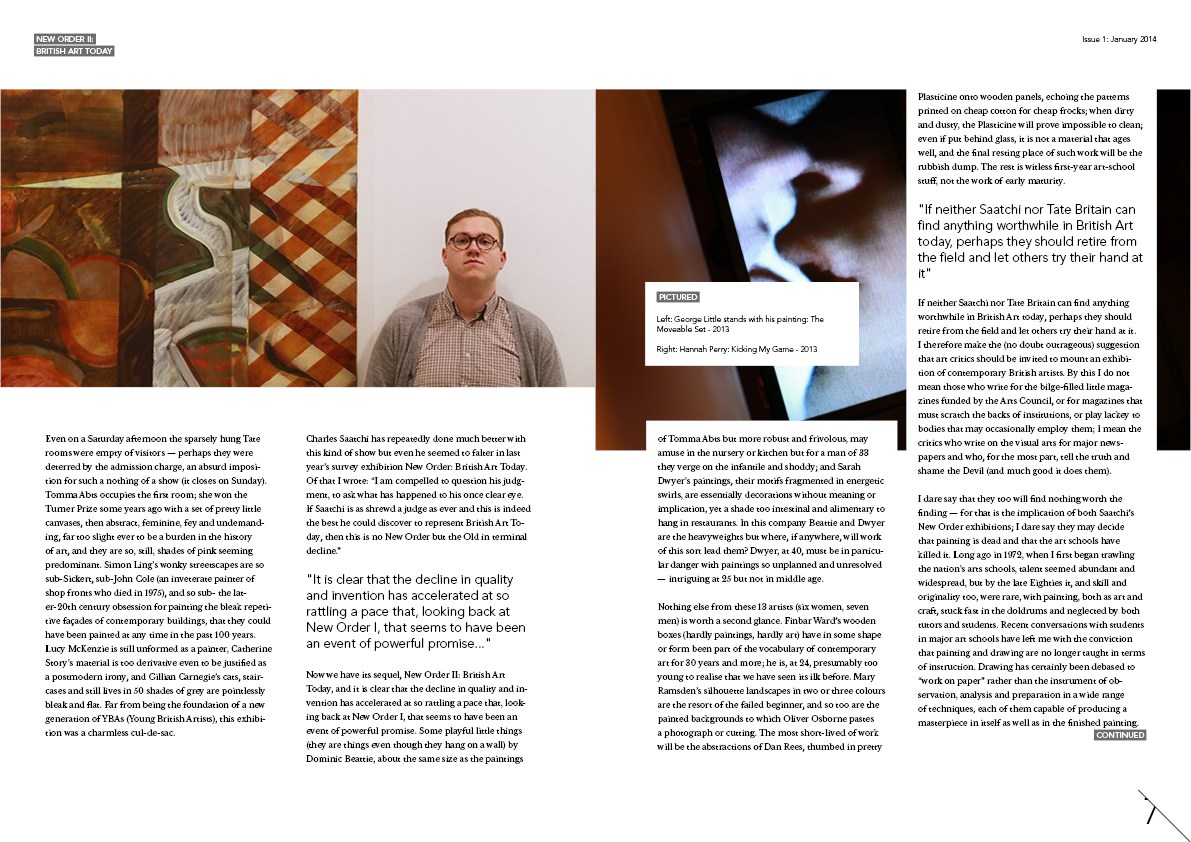 NEW ORDER II:
BRITISH ART TODAY
Issue 1: January 2014
PICTURED
Left: George Little stands with his painting: The
Moveable Set - 2013
Right: Hannah Perry: Kicking My Game - 2013
Even on a Saturday afternoon the sparsely hung Tate
rooms were empty of visitors — perhaps they were
deterred by the admission charge, an absurd imposi-
tion for such a nothing of a show (it closes on Sunday).
Tomma Abts occupies the first room; she won the
Turner Prize some years ago with a set of pretty little
canvases, then abstract, feminine, fey and undemand-
ing, far too slight ever to be a burden in the history
of art, and they are so, still, shades of pink seeming
predominant. Simon Ling's wonky streetscapes are so
sub-Sickert, sub-John Cole (an inveterate painter of
shop fronts who died in 1975), and so sub- the lat-
er-20th century obsession for painting the bleak repeti-
tive façades of contemporary buildings, that they could
have been painted at any time in the past 100 years.
Lucy McKenzie is still unformed as a painter, Catherine
Story's material is too derivative even to be justified as
a postmodern irony, and Gillian Carnegie's cats, stair-
cases and still lives in 50 shades of grey are pointlessly
bleak and flat. Far from being the foundation of a new
generation of YBAs (Young British Artists), this exhibi-
tion was a charmless cul-de-sac.
Charles Saatchi has repeatedly done much better with
this kind of show but even he seemed to falter in last
year's survey exhibition New Order: British Art Today.
Of that I wrote: "I am compelled to question his judg-
ment, to ask what has happened to his once clear eye.
If Saatchi is as shrewd a judge as ever and this is indeed
the best he could discover to represent British Art To-
day, then this is no New Order but the Old in terminal
decline."
"It is clear that the decline in quality
and invention has accelerated at so
rattling a pace that, looking back at
New Order I, that seems to have been
an event of powerful promise..."
Now we have its sequel, New Order II: British Art
Today, and it is clear that the decline in quality and in-
vention has accelerated at so rattling a pace that, look-
ing back at New Order I, that seems to have been an
event of powerful promise. Some playful little things
(they are things even though they hang on a wall) by
Dominic Beattie, about the same size as the paintings
of Tomma Abts but more robust and frivolous, may
amuse in the nursery or kitchen but for a man of 33
they verge on the infantile and shoddy; and Sarah
Dwyer's paintings, their motifs fragmented in energetic
swirls, are essentially decorations without meaning or
implication, yet a shade too intestinal and alimentary to
hang in restaurants. In this company Beattie and Dwyer
are the heavyweights but where, if anywhere, will work
of this sort lead them? Dwyer, at 40, must be in particu-
lar danger with paintings so unplanned and unresolved
— intriguing at 25 but not in middle age.
Nothing else from these 13 artists (six women, seven
men) is worth a second glance. Finbar Ward's wooden
boxes (hardly paintings, hardly art) have in some shape
or form been part of the vocabulary of contemporary
art for 30 years and more; he is, at 24, presumably too
young to realise that we have seen its ilk before. Mary
Ramsden's silhouette landscapes in two or three colours
are the resort of the failed beginner, and so too are the
painted backgrounds to which Oliver Osborne pastes
a photograph or cutting. The most short-lived of work
will be the abstractions of Dan Rees, thumbed in pretty
Plasticine onto wooden panels, echoing the patterns
printed on cheap cotton for cheap frocks; when dirty
and dusty, the Plasticine will prove impossible to clean;
even if put behind glass, it is not a material that ages
well, and the final resting place of such work will be the
rubbish dump. The rest is witless first-year art-school
stuff, not the work of early maturity.
"If neither Saatchi nor Tate Britain can
find anything worthwhile in British Art
today, perhaps they should retire from
the field and let others try their hand at
it"
If neither Saatchi nor Tate Britain can find anything
worthwhile in British Art today, perhaps they should
retire from the field and let others try their hand at it.
I therefore make the (no doubt outrageous) suggestion
that art critics should be invited to mount an exhibi-
tion of contemporary British artists. By this I do not
mean those who write for the bilge-filled little maga-
zines funded by the Arts Council, or for magazines that
must scratch the backs of institutions, or play lackey to
bodies that may occasionally employ them; I mean the
critics who write on the visual arts for major news-
papers and who, for the most part, tell the truth and
shame the Devil (and much good it does them).
I dare say that they too will find nothing worth the
finding — for that is the implication of both Saatchi's
New Order exhibitions; I dare say they may decide
that painting is dead and that the art schools have
killed it. Long ago in 1972, when I first began trawling
the nation's arts schools, talent seemed abundant and
widespread, but by the late Eighties it, and skill and
originality too, were rare, with painting, both as art and
craft, stuck fast in the doldrums and neglected by both
tutors and students. Recent conversations with students
in major art schools have left me with the conviction
that painting and drawing are no longer taught in terms
of instruction. Drawing has certainly been debased to
"work on paper" rather than the instrument of ob-
servation, analysis and preparation in a wide range
of techniques, each of them capable of producing a
masterpiece in itself as well as in the finished painting.
CONTINUED
7